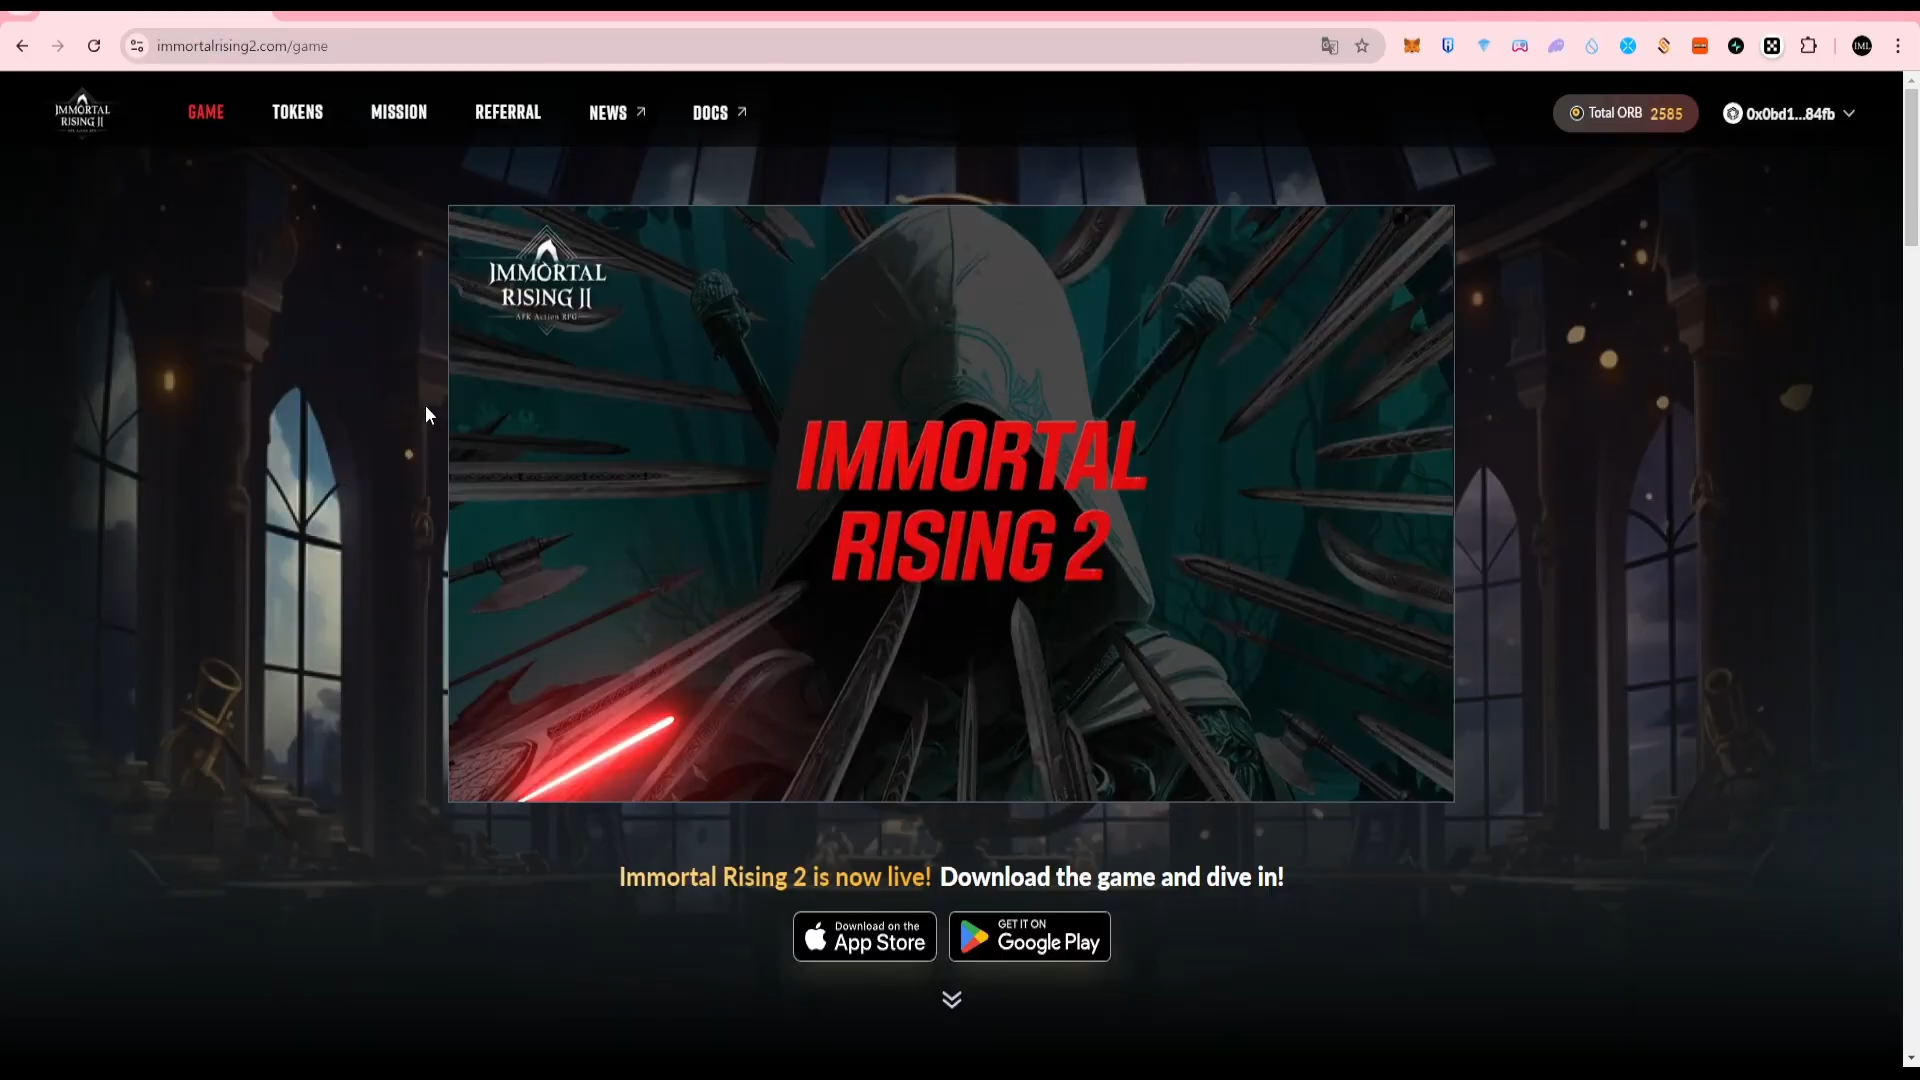 immortalrising2.com/game
IML
IMMORTAL
RISING II
GAME
TOKENS
MISSION
REFERRAL
NEWS
DOCS
Total ORB 2585
0x0bd1...84fb
IMMORTAL
RISING II
AFK Action RPG
IMMORTAL
RISING 2
Immortal Rising 2 is now live! Download the game and dive in!
Download on the
App Store
GET IT ON
Google Play